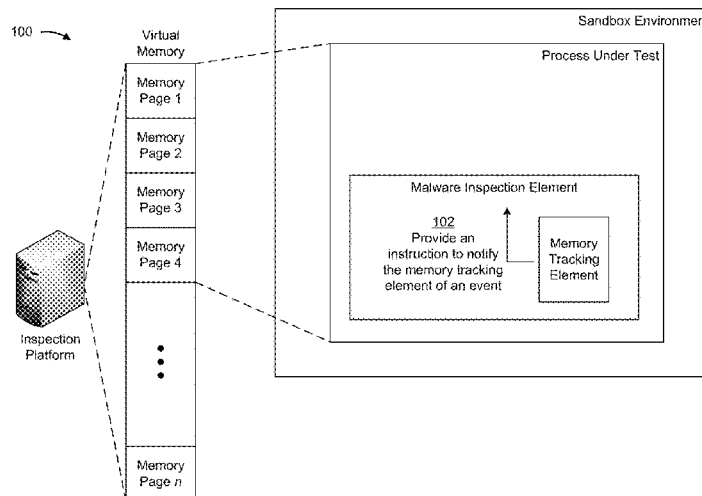 100
Virtual
Memory
Memory
Page 1
Memory
Page 2
Memory
Page 3
Memory
Page 4
Memory
Page n
Inspection
Platform
Sandbox Environment
Process Under Test
Malware Inspection Element
102
Provide an
instruction to notify
the memory tracking
element of an event
Memory
Tracking
Element